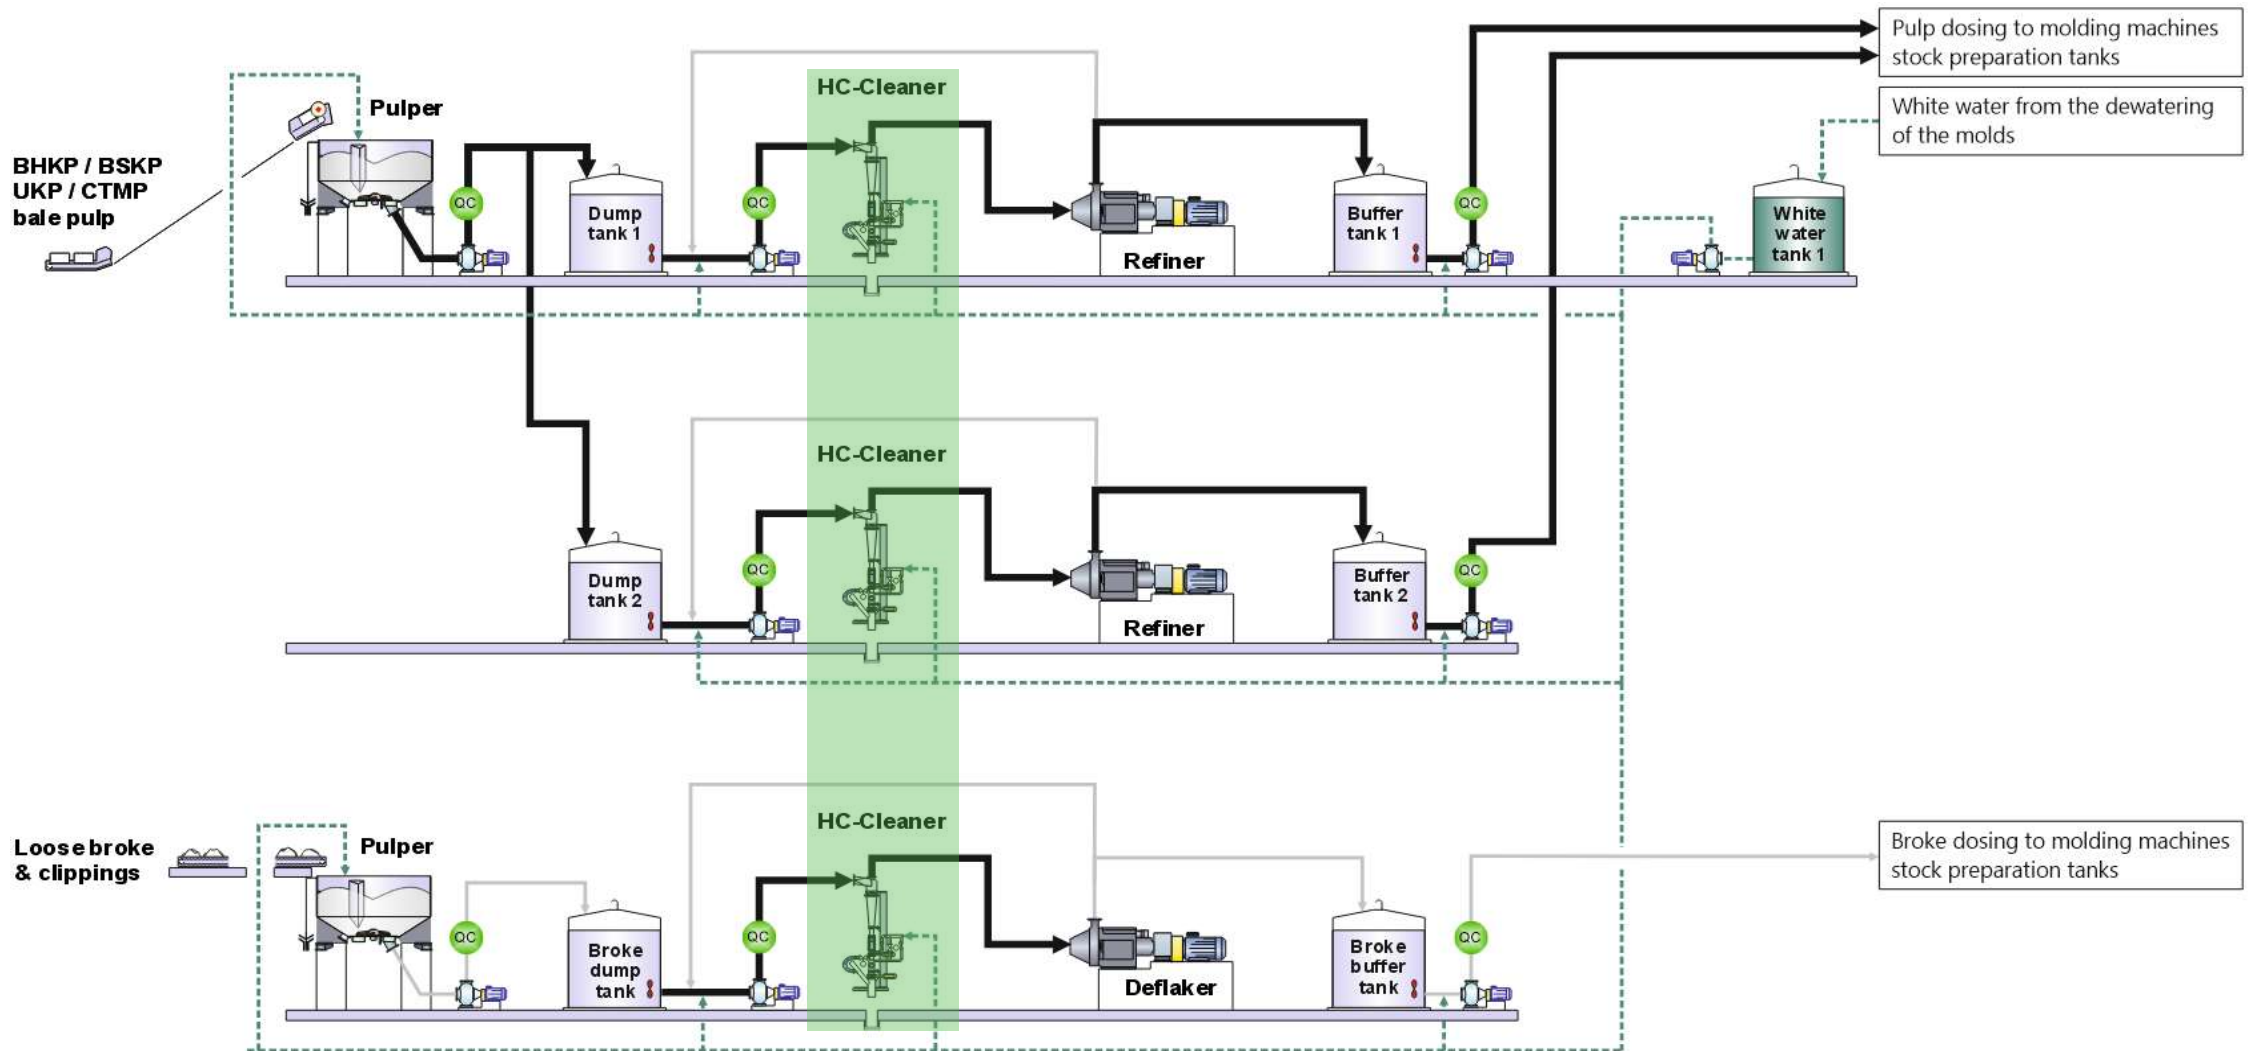 Pulp dosing to molding machines
stock preparation tanks
HC-Cleaner
Pulper
White water from the dewatering
of the molds
BHKP / BSKP
UKP / CTMP
bale pulp
QC
QC
QC
Dump
tank 1
Buffer
tank 1
White
water
tank 1
Refiner
HC-Cleaner
QC
QC
Dump
tank 2
Buffer
tank 2
Refiner
HC-Cleaner
Loose broke
& clippings
Pulper
Broke dosing to molding machines
stock preparation tanks
QC
QC
QC
Broke
dump
tank
Broke
buffer
tank
Deflaker